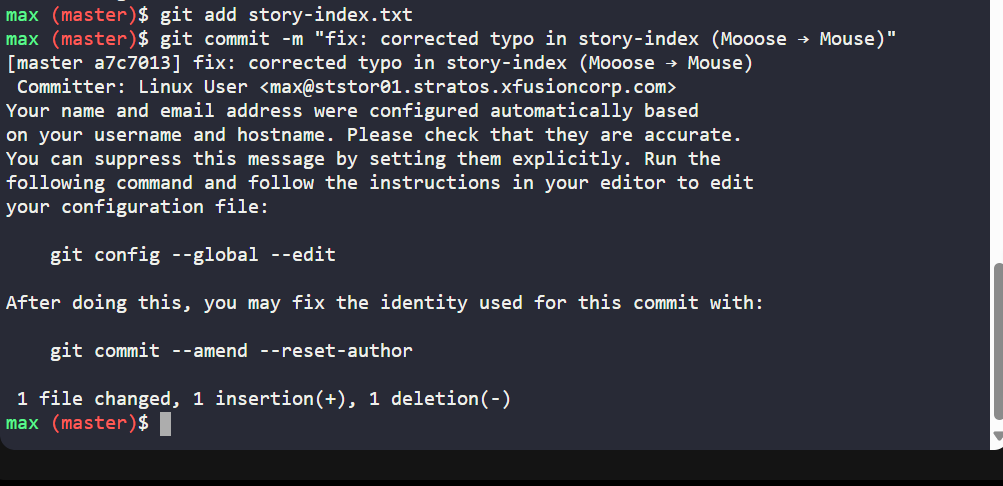 max (master)$ git add story-index.txt
max (master)$ git commit -m "fix: corrected typo in story-index (Mooose → Mouse)"
[master a7c7013] fix: corrected typo in story-index (Mooose → Mouse)
 Committer: Linux User <max@ststor01.stratos.xfusioncorp.com>
Your name and email address were configured automatically based
on your username and hostname. Please check that they are accurate.
You can suppress this message by setting them explicitly. Run the
following command and follow the instructions in your editor to edit
your configuration file:

    git config --global --edit

After doing this, you may fix the identity used for this commit with:

    git commit --amend --reset-author

 1 file changed, 1 insertion(+), 1 deletion(-)
max (master)$